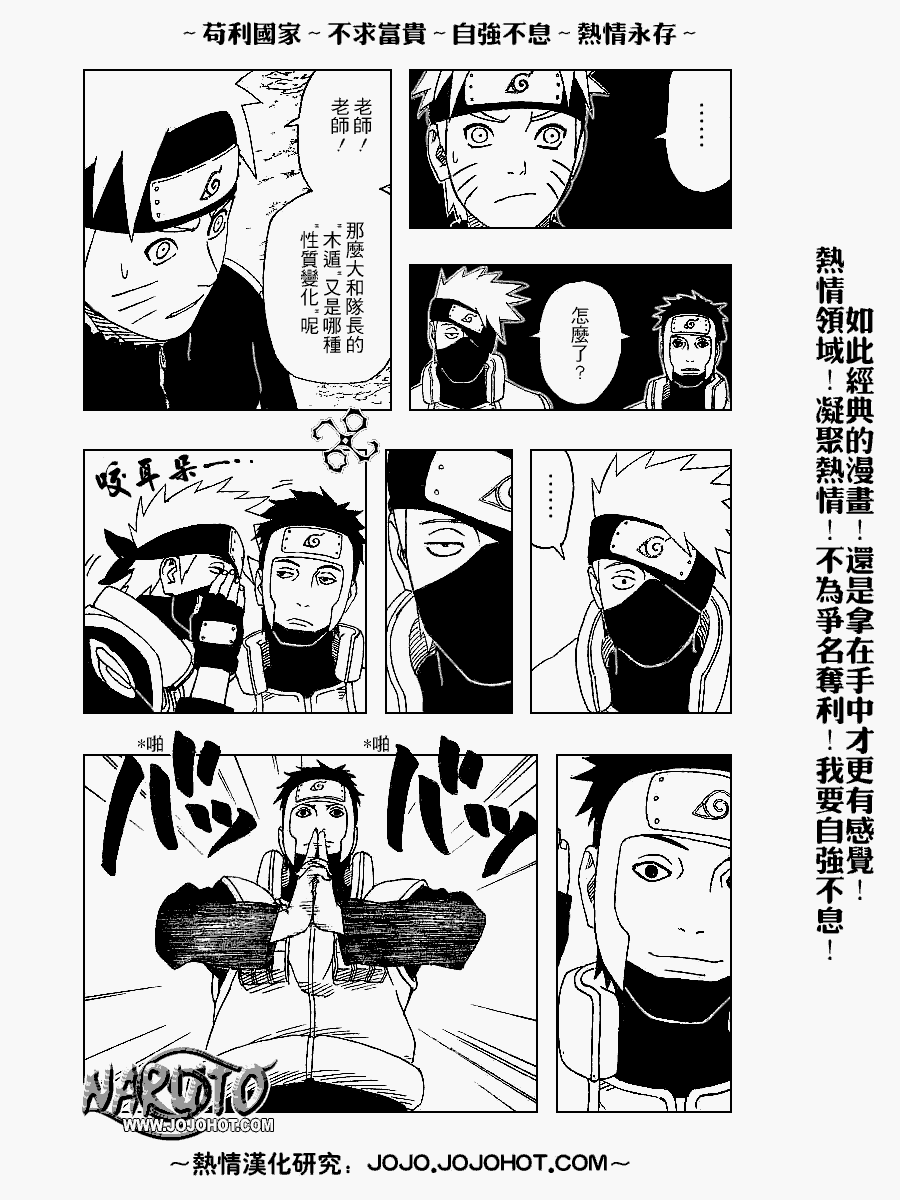 ～苟利國家～不求富貴～自強不息～熱情永存～
……
怎麼了？
老師！
老師！
那麼大和隊長的
"木遁"又是哪種
"性質變化"呢
……
咬耳朵—··
*啪
バッ
*啪
バッ
如此經典的漫畫！還是拿在手中才更有感覺！
熱情領域！凝聚熱情！不為爭名奪利！我要自強不息！
NARUTO
WWW.JOJOHOT.COM
～熱情漢化研究：JOJO.JOJOHOT.COM～